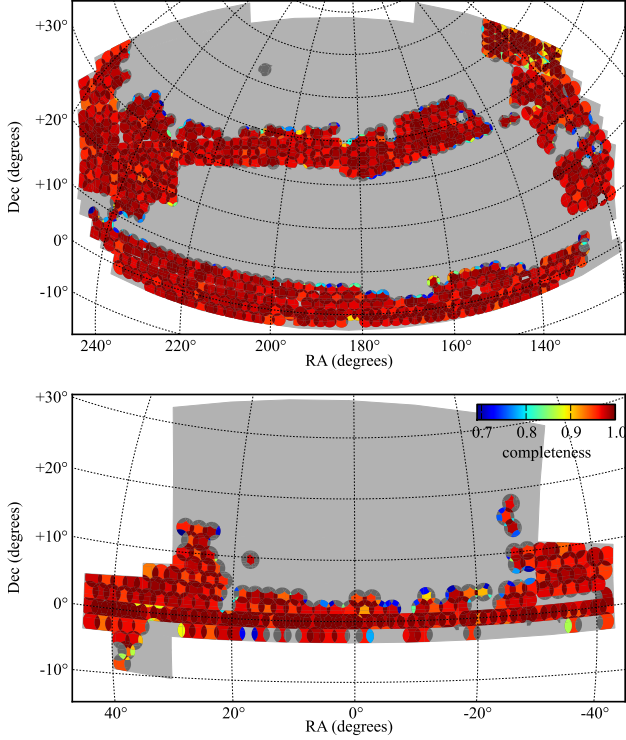 +30°
+20°
+10°
0°
-10°
Dec (degrees)
240° 220° 200° 180° 160° 140°
RA (degrees)
+30°
+20°
+10°
0°
-10°
Dec (degrees)
0.7 0.8 0.9 1.0
completeness
40° 20° 0° -20° -40°
RA (degrees)